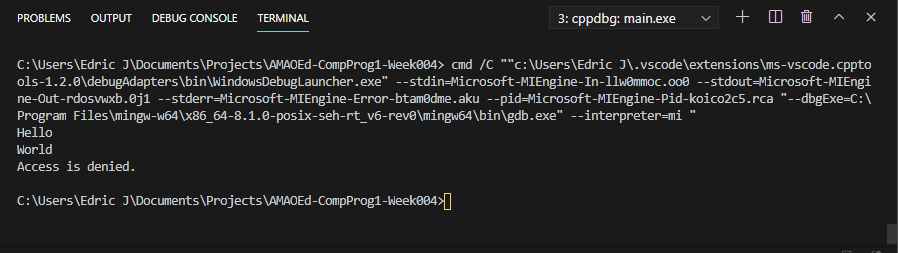 PROBLEMS OUTPUT DEBUG CONSOLE TERMINAL 3: cppdbg: main.exe
C:\Users\Edric J\Documents\Projects\AMAOEd-CompProg1-Week004> cmd /C ""c:\Users\Edric J\.vscode\extensions\ms-vscode.cppto
ools-1.2.0\debugAdapters\bin\WindowsDebugLauncher.exe" --stdin=Microsoft-MIEngine-In-llw0mmoc.oo0 --stdout=Microsoft-MIEngi
ne-Out-rdosvwxb.0j1 --stderr=Microsoft-MIEngine-Error-btam0dme.aku --pid=Microsoft-MIEngine-Pid-koico2c5.rca "--dbgExe=C:\
Program Files\mingw-w64\x86_64-8.1.0-posix-seh-rt_v6-rev0\mingw64\bin\gdb.exe" --interpreter=mi "
Hello
World
Access is denied.
C:\Users\Edric J\Documents\Projects\AMAOEd-CompProg1-Week004>